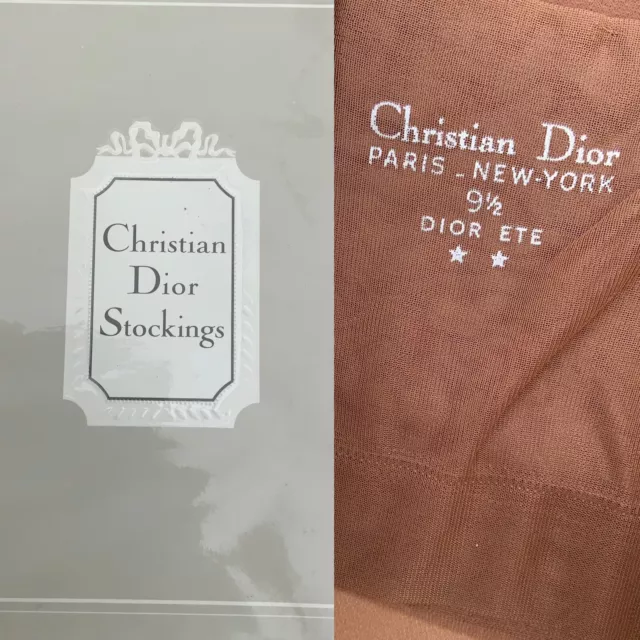 Christian
Dior
Stockings
Christian Dior
PARIS - NEW-YORK
9½
DIOR ETE
★ ★